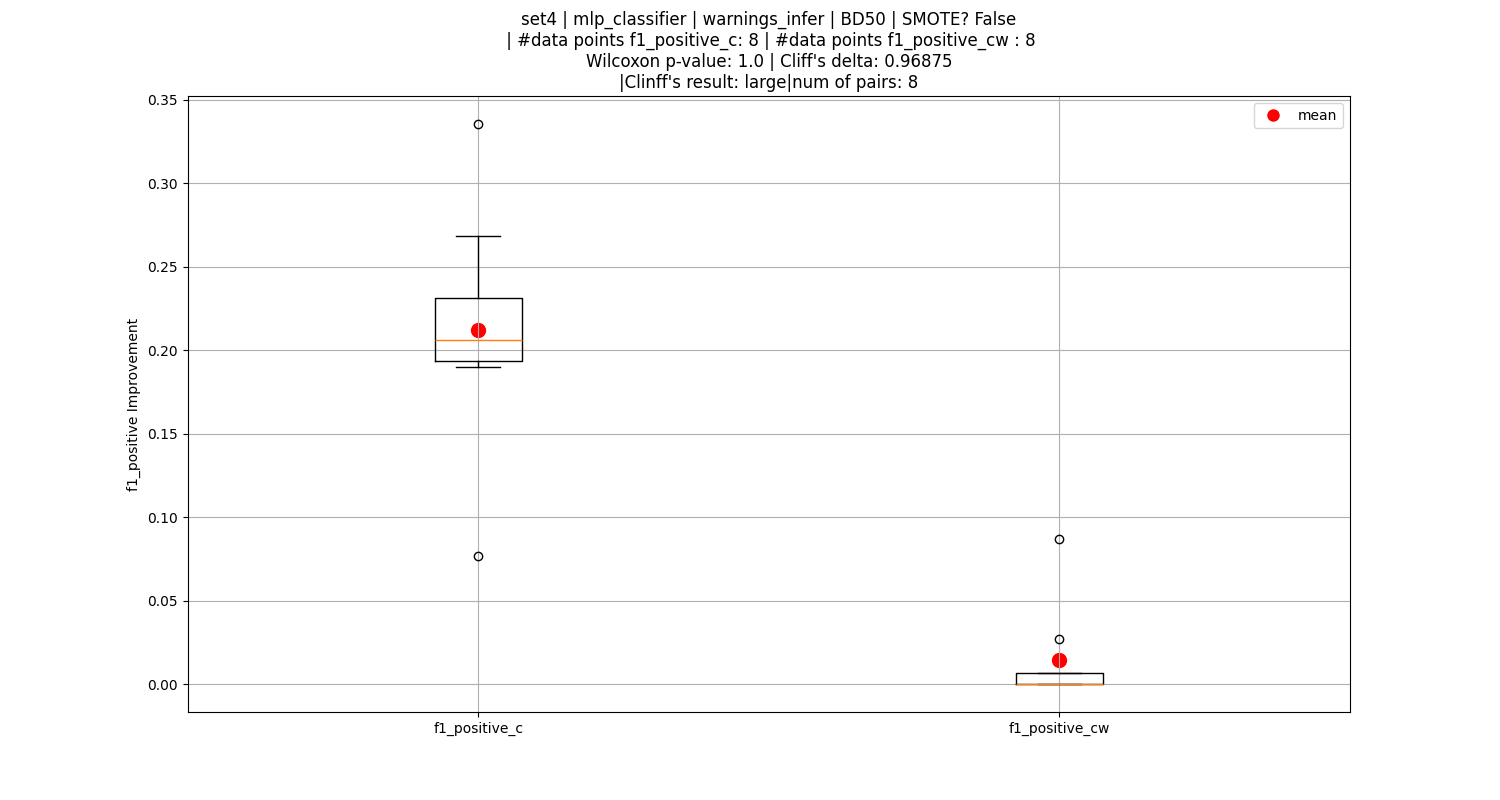 set4 | mlp_classifier | warnings_infer | BD50 | SMOTE? False
| #data points f1_positive_c: 8 | #data points f1_positive_cw : 8
Wilcoxon p-value: 1.0 | Cliff's delta: 0.96875
|Clinff's result: large|num of pairs: 8
mean
0.35
0.30
0.25
0.20
0.15
0.10
0.05
0.00
f1_positive Improvement
f1_positive_c
f1_positive_cw